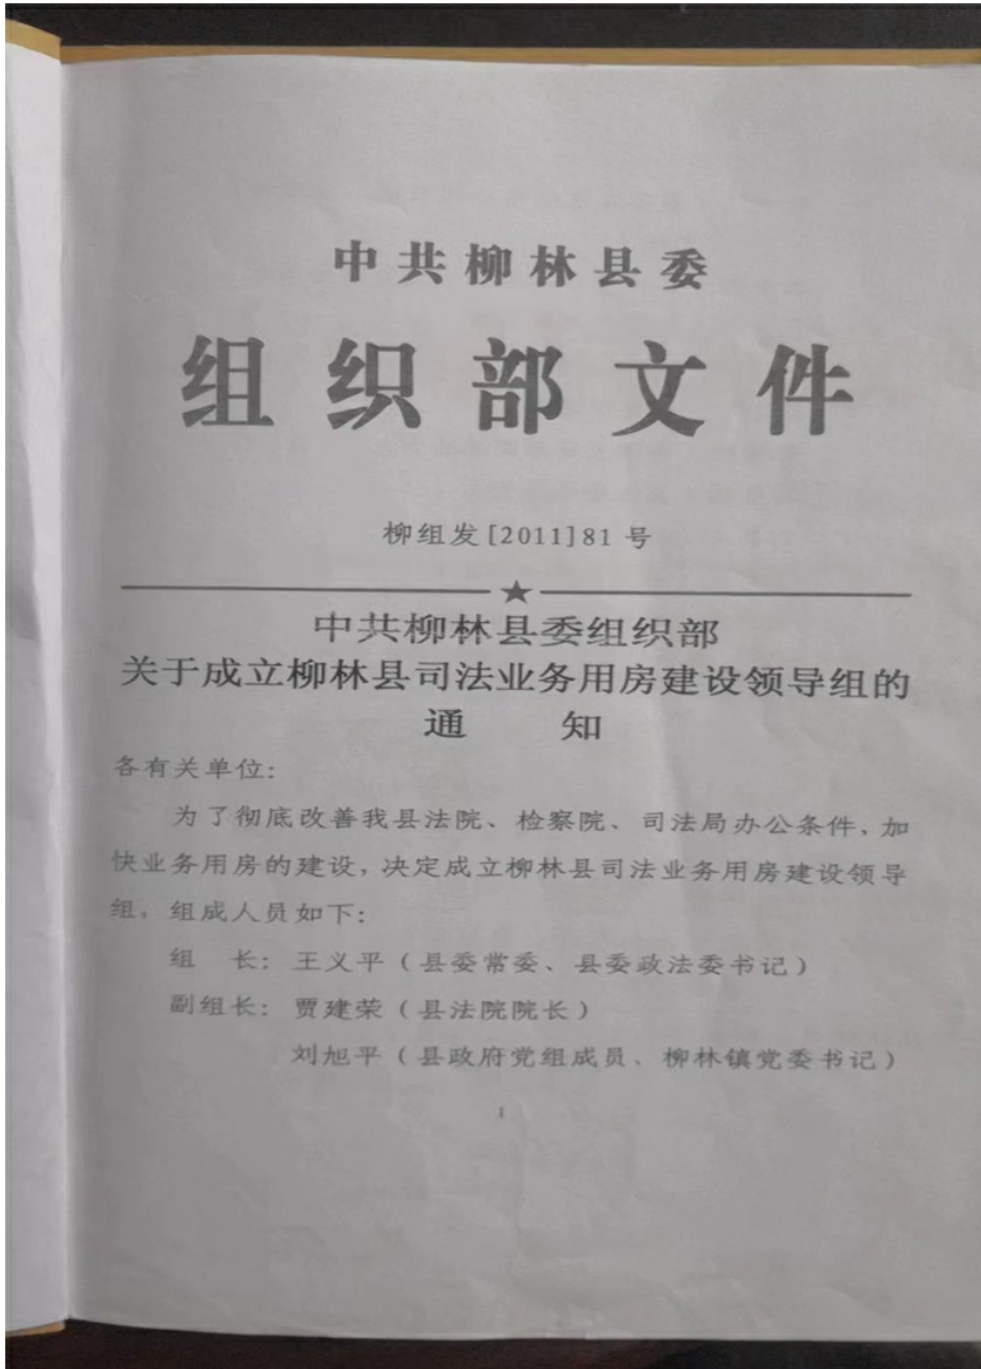 中共柳林县委
组织部文件
柳组发[2011]81号
中共柳林县委组织部
关于成立柳林县司法业务用房建设领导组的
通 知
各有关单位:
为了彻底改善我县法院、检察院、司法局办公条件,加
快业务用房的建设,决定成立柳林县司法业务用房建设领导
组。组成人员如下:
组 长: 王义平(县委常委、县委政法委书记)
副组长: 贾建荣(县法院院长)
刘旭平(县政府党组成员、柳林镇党委书记)
1